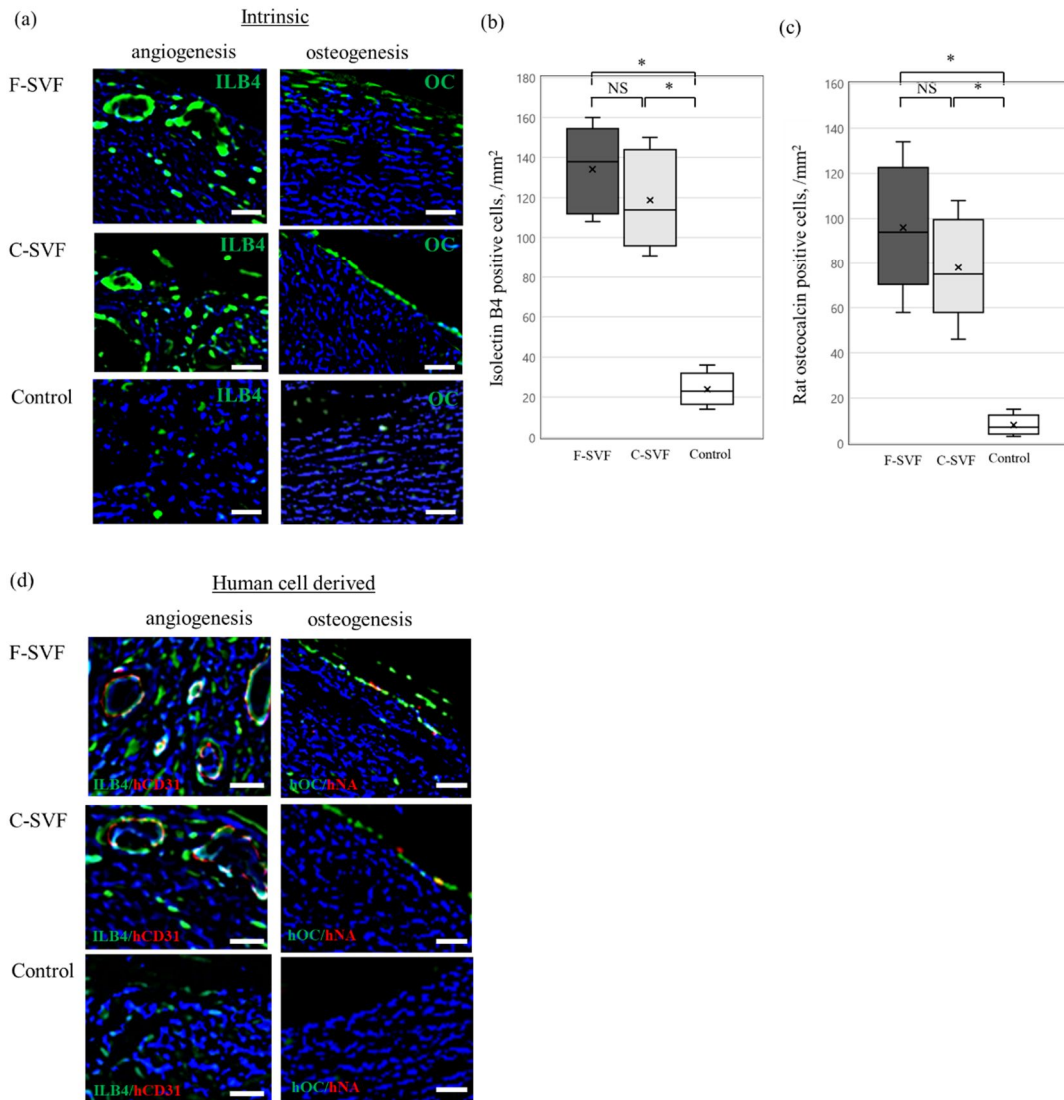 (a)
Intrinsic
angiogenesis osteogenesis
F-SVF
ILB4 OC
C-SVF
ILB4 OC
Control
ILB4 OC
(b)
Isolectin B4 positive cells, /mm²
180
160
140
120
100
80
60
40
20
0
* 
NS *
F-SVF C-SVF Control
(c)
Rat osteocalcin positive cells, /mm²
160
140
120
100
80
60
40
20
0
*
NS *
F-SVF C-SVF Control
(d)
Human cell derived
angiogenesis osteogenesis
F-SVF
ILB4/hCD31 hOC/hNA
C-SVF
ILB4/hCD31 hOC/hNA
Control
ILB4/hCD31 hOC/hNA